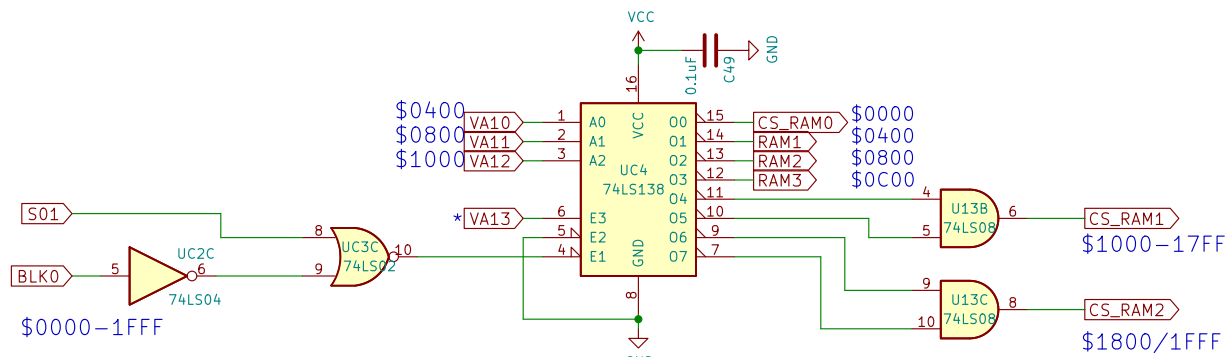 VCC
0.1uF
C49
GND
16
$0400
VA10
1
A0
VCC
O0
15
CS_RAM0
$0000
$0800
VA11
2
A1
O1
14
RAM1
$0400
$1000
VA12
3
A2
O2
13
RAM2
$0800
UC4
74LS138
O3
12
RAM3
$0C00
O4
11
4
U13B
74LS08
6
CS_RAM1
5
$1000-17FF
S01
*
VA13
6
E3
O5
10
8
UC3C
74LS02
10
5
E2
GND
O6
9
UC2C
BLK0
5
6
74LS04
9
4
E1
O7
7
8
9
U13C
74LS08
8
CS_RAM2
10
$0000-1FFF
$1800/1FFF